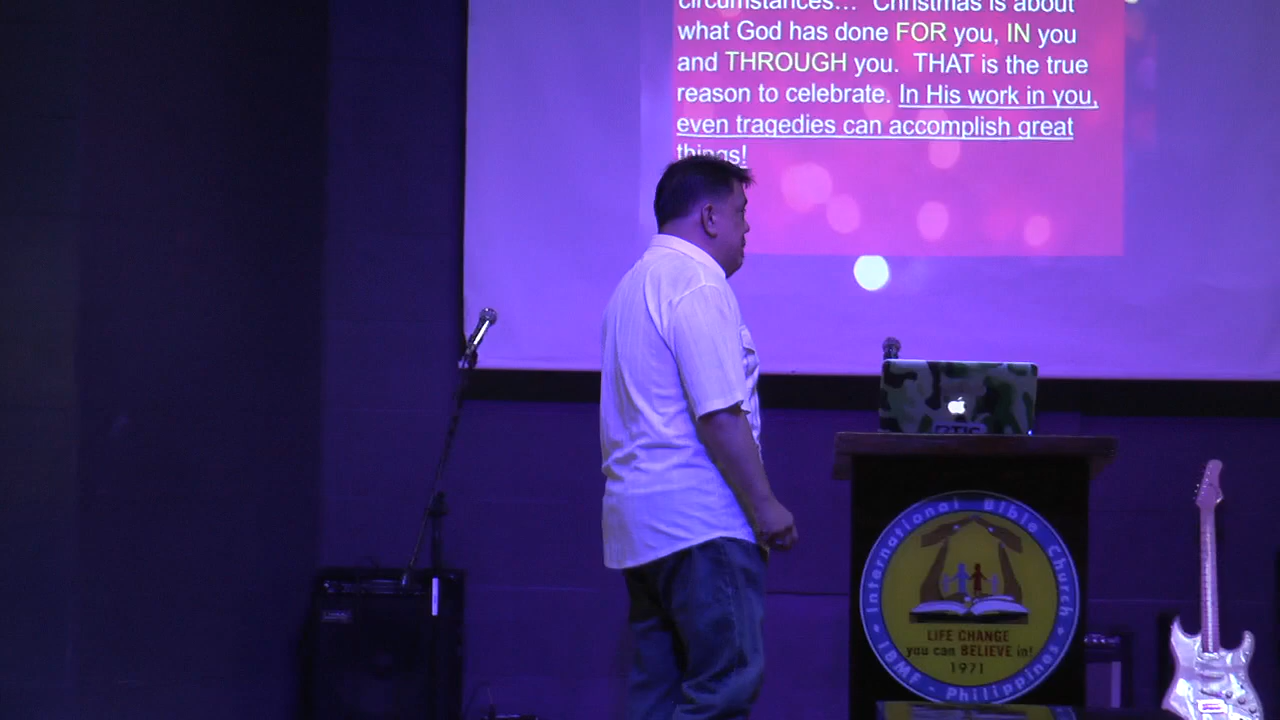 circumstances... Christmas is about
what God has done FOR you, IN you
and THROUGH you. THAT is the true
reason to celebrate. In His work in you,
even tragedies can accomplish great
things!
International Bible Church
LIFE CHANGE
you can BELIEVE in!
1971
IBMF - Philippines